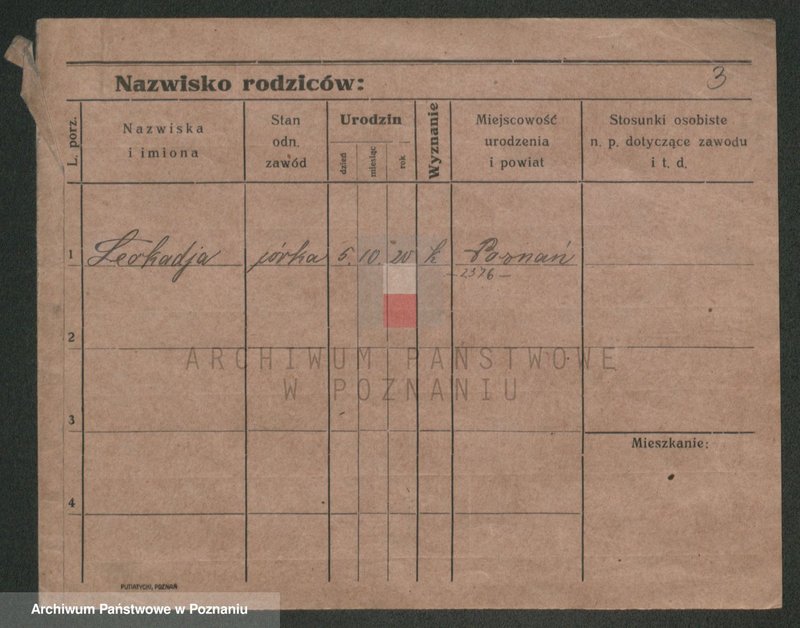 3
Nazwisko rodziców:
L. porz.
Nazwiska
i imiona
Stan
odn.
zawód
Urodzin
dzień
miesiąc
rok
Wyznanie
Miejscowość
urodzenia
i powiat
Stosunki osobiste
n. p. dotyczące zawodu
i t. d.
1 Leokadja córka 5. 10. 20 k Poznań
– 2376 –
2
ARCHIWUM PAŃSTWOWE
W POZNANIU
3
Mieszkanie:
4
PUTIATYCKI, POZNAŃ
Archiwum Państwowe w Poznaniu